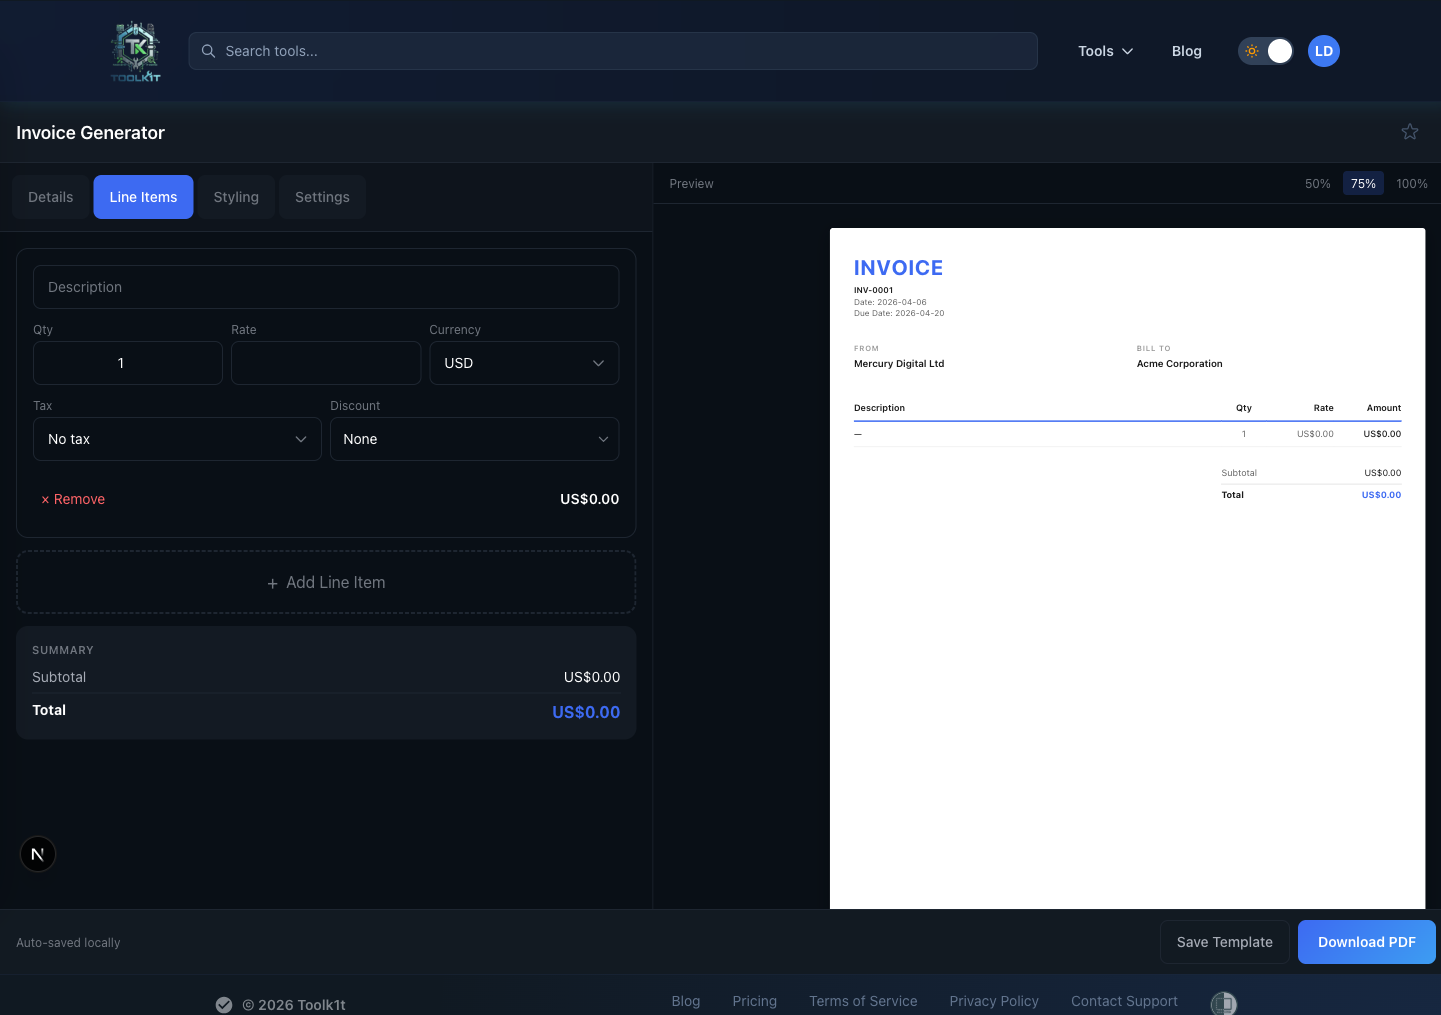 TK
TOOLK1T
Search tools...
Tools
Blog
LD
Invoice Generator
Details
Line Items
Styling
Settings
Preview
50%
75%
100%
Description
Qty
Rate
Currency
1
USD
Tax
Discount
No tax
None
× Remove
US$0.00
+ Add Line Item
SUMMARY
Subtotal
US$0.00
Total
US$0.00
INVOICE
INV-0001
Date: 2026-04-06
Due Date: 2026-04-20
FROM
BILL TO
Mercury Digital Ltd
Acme Corporation
Description Qty Rate Amount
— 1 US$0.00 US$0.00
Subtotal US$0.00
Total US$0.00
N
Auto-saved locally
Save Template
Download PDF
© 2026 Toolk1t
Blog
Pricing
Terms of Service
Privacy Policy
Contact Support